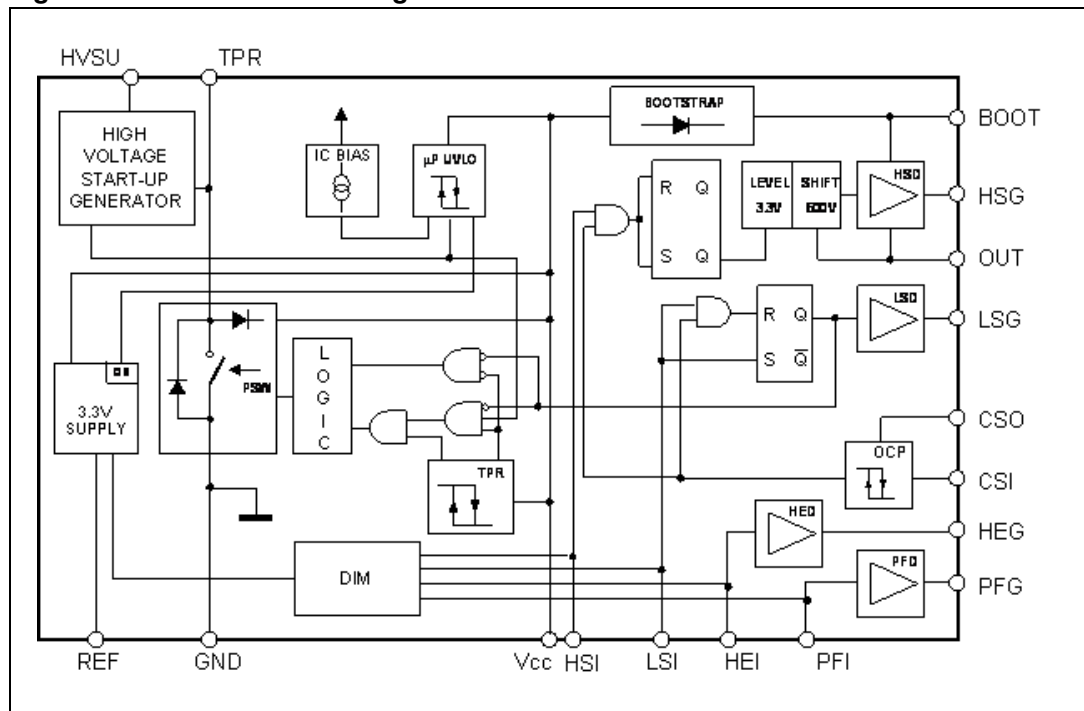 HVSU TPR
HIGH
VOLTAGE
START-UP
GENERATOR
IC BIAS
µP UVLO
BOOTSTRAP
BOOT
R Q
S Q
LEVEL SHIFT
3.3V 600V
HSD
HSG
OUT
R Q
S Q̅
LSD
LSG
3.3V
SUPPLY
PSW
L
O
G
I
C
TPR
CSO
OCP
CSI
HED
HEG
DIM
PFD
PFG
REF GND Vcc HSI LSI HEI PFI